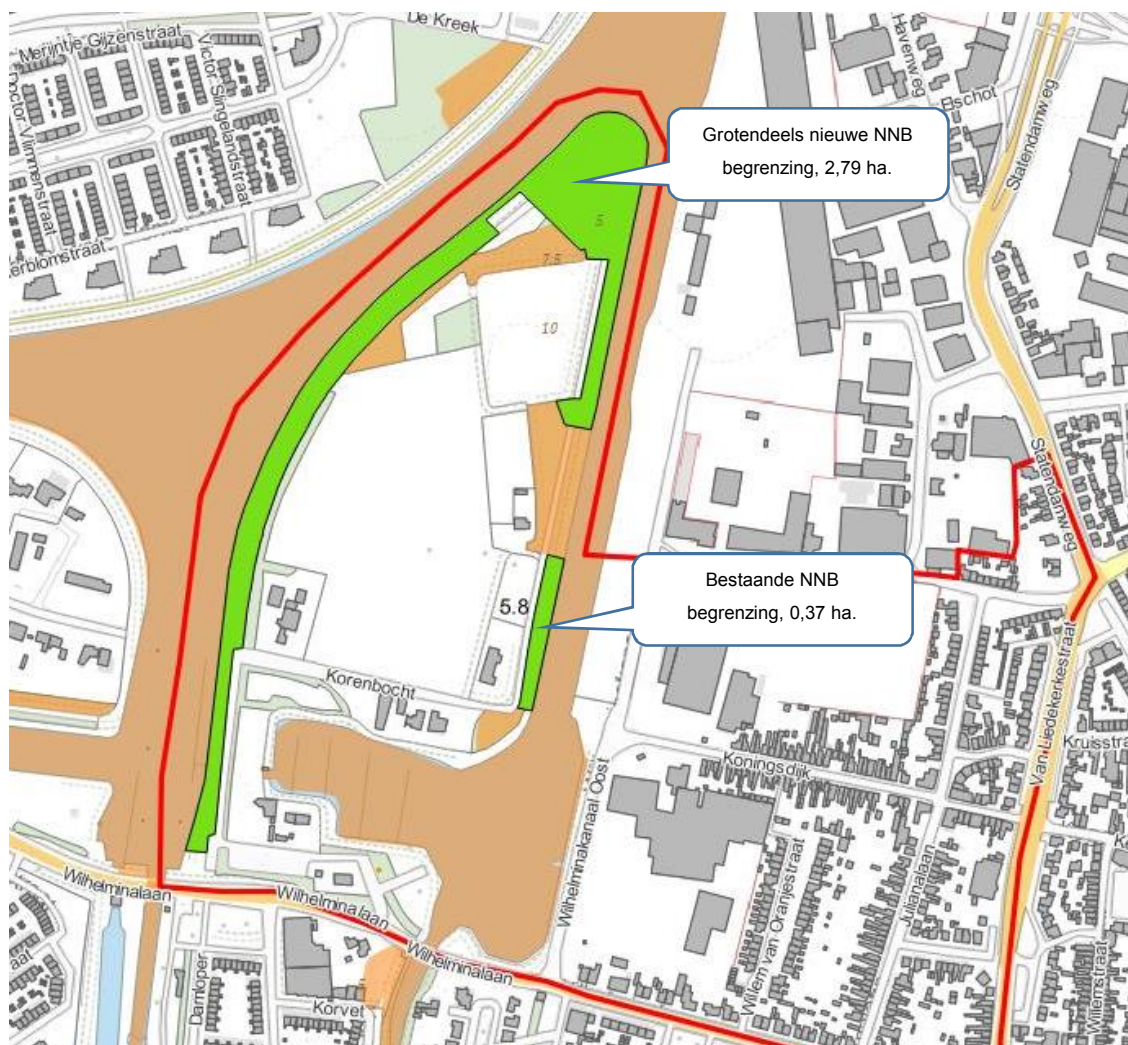 De Kreek
Merijntje Gijzenstraat
Victor Slingelandstraat
Doctor Vlimmenstraat
erblomstraat
Havenweg
Elschot
Statendamweg
Grotendeels nieuwe NNB
begrenzing, 2,79 ha.
5
7.5
10
Statendamweg
Bestaande NNB
begrenzing, 0,37 ha.
5.8
Korenbocht
Van Liedekerkestraat
Kruisstra
Koningsdijk
Wilhelminakanaal Oost
Willem van Oranjestraat
Julianalaan
Willemstraat
Wilhelminalaan
Wilhelminalaan
Wilhelminalaan
Damloper
Korvet